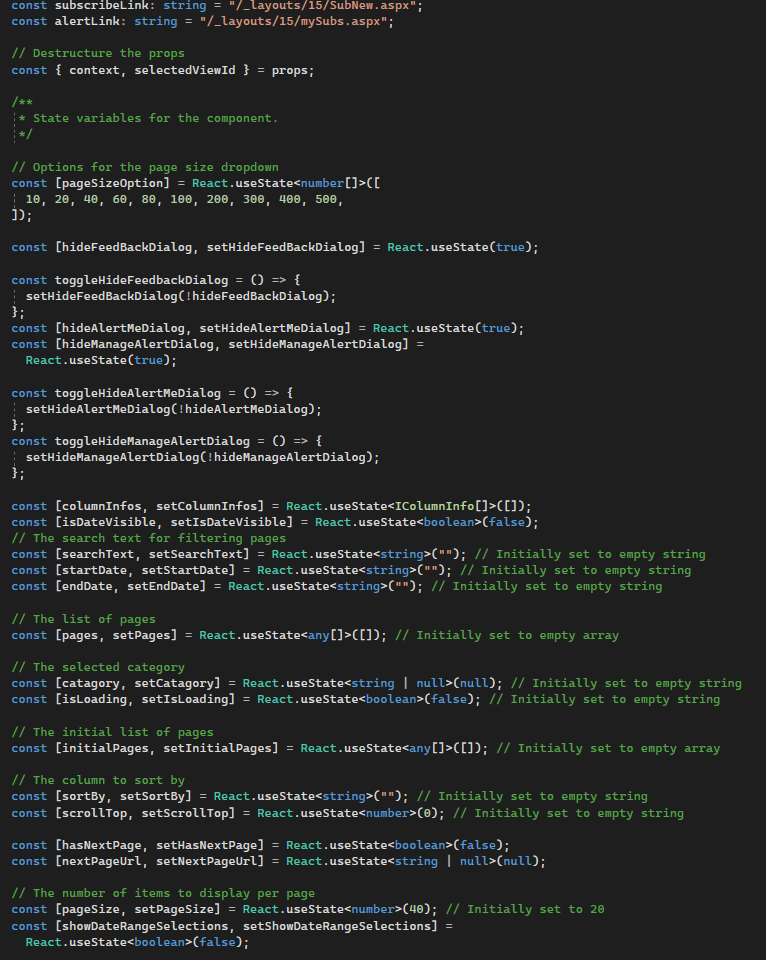 const subscribeLink: string = "/_layouts/15/SubNew.aspx";
const alertLink: string = "/_layouts/15/mySubs.aspx";
// Destructure the props
const { context, selectedViewId } = props;
/**
* State variables for the component.
*/
// Options for the page size dropdown
const [pageSizeOption] = React.useState<number[]>([
10, 20, 40, 60, 80, 100, 200, 300, 400, 500,
]);
const [hideFeedBackDialog, setHideFeedBackDialog] = React.useState(true);
const toggleHideFeedbackDialog = () => {
setHideFeedBackDialog(!hideFeedBackDialog);
};
const [hideAlertMeDialog, setHideAlertMeDialog] = React.useState(true);
const [hideManageAlertDialog, setHideManageAlertDialog] =
React.useState(true);
const toggleHideAlertMeDialog = () => {
setHideAlertMeDialog(!hideAlertMeDialog);
};
const toggleHideManageAlertDialog = () => {
setHideManageAlertDialog(!hideManageAlertDialog);
};
const [columnInfos, setColumnInfos] = React.useState<IColumnInfo[]>([]);
const [isDateVisible, setIsDateVisible] = React.useState<boolean>(false);
// The search text for filtering pages
const [searchText, setSearchText] = React.useState<string>(""); // Initially set to empty string
const [startDate, setStartDate] = React.useState<string>(""); // Initially set to empty string
const [endDate, setEndDate] = React.useState<string>(""); // Initially set to empty string
// The list of pages
const [pages, setPages] = React.useState<any[]>([]); // Initially set to empty array
// The selected category
const [catagory, setCatagory] = React.useState<string | null>(null); // Initially set to empty string
const [isLoading, setIsLoading] = React.useState<boolean>(false); // Initially set to empty string
// The initial list of pages
const [initialPages, setInitialPages] = React.useState<any[]>([]); // Initially set to empty array
// The column to sort by
const [sortBy, setSortBy] = React.useState<string>(""); // Initially set to empty string
const [scrollTop, setScrollTop] = React.useState<number>(0); // Initially set to empty string
const [hasNextPage, setHasNextPage] = React.useState<boolean>(false);
const [nextPageUrl, setNextPageUrl] = React.useState<string | null>(null);
// The number of items to display per page
const [pageSize, setPageSize] = React.useState<number>(40); // Initially set to 20
const [showDateRangeSelections, setShowDateRangeSelections] =
React.useState<boolean>(false);